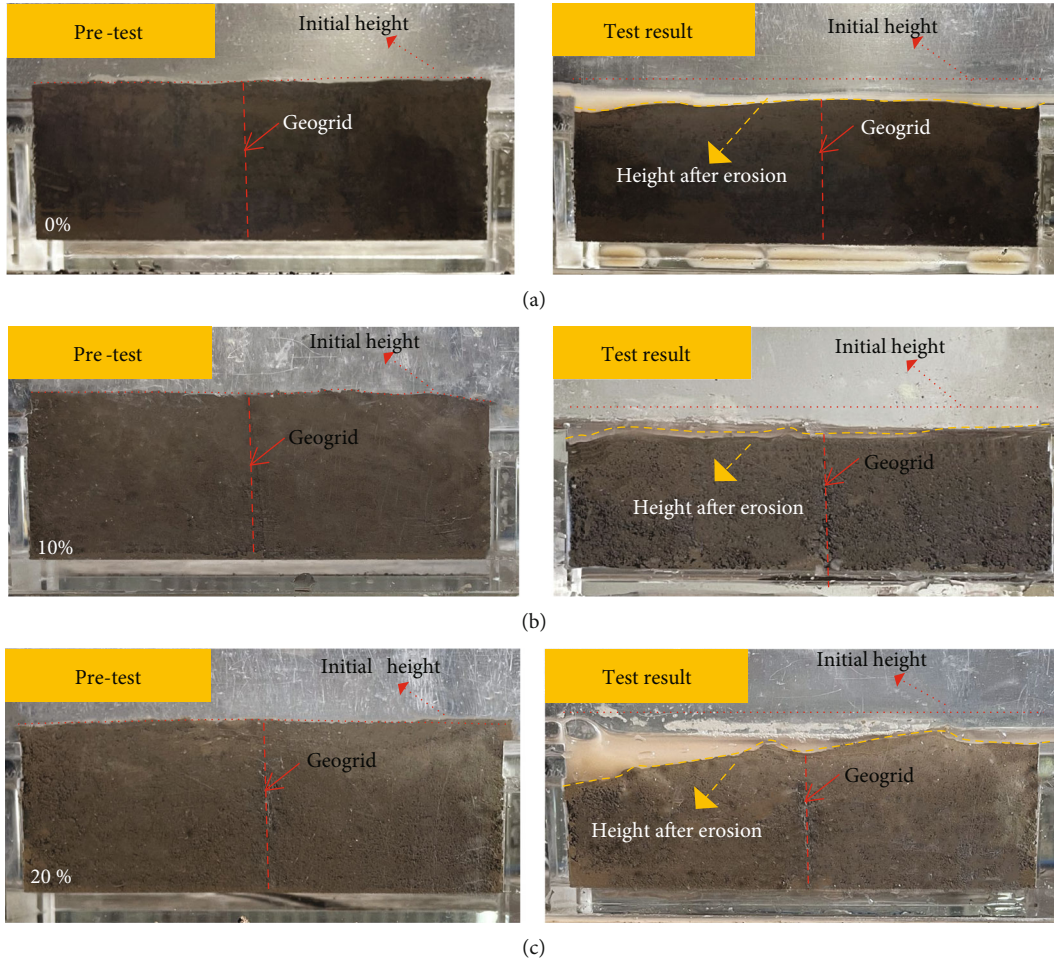 Pre -test
Initial height
Geogrid
0%
Test result
Initial height
Geogrid
Height after erosion
(a)
Pre -test
Initial height
Geogrid
10%
Test result
Initial height
Geogrid
Height after erosion
(b)
Pre-test
Initial height
Geogrid
20 %
Test result
Initial height
Geogrid
Height after erosion
(c)